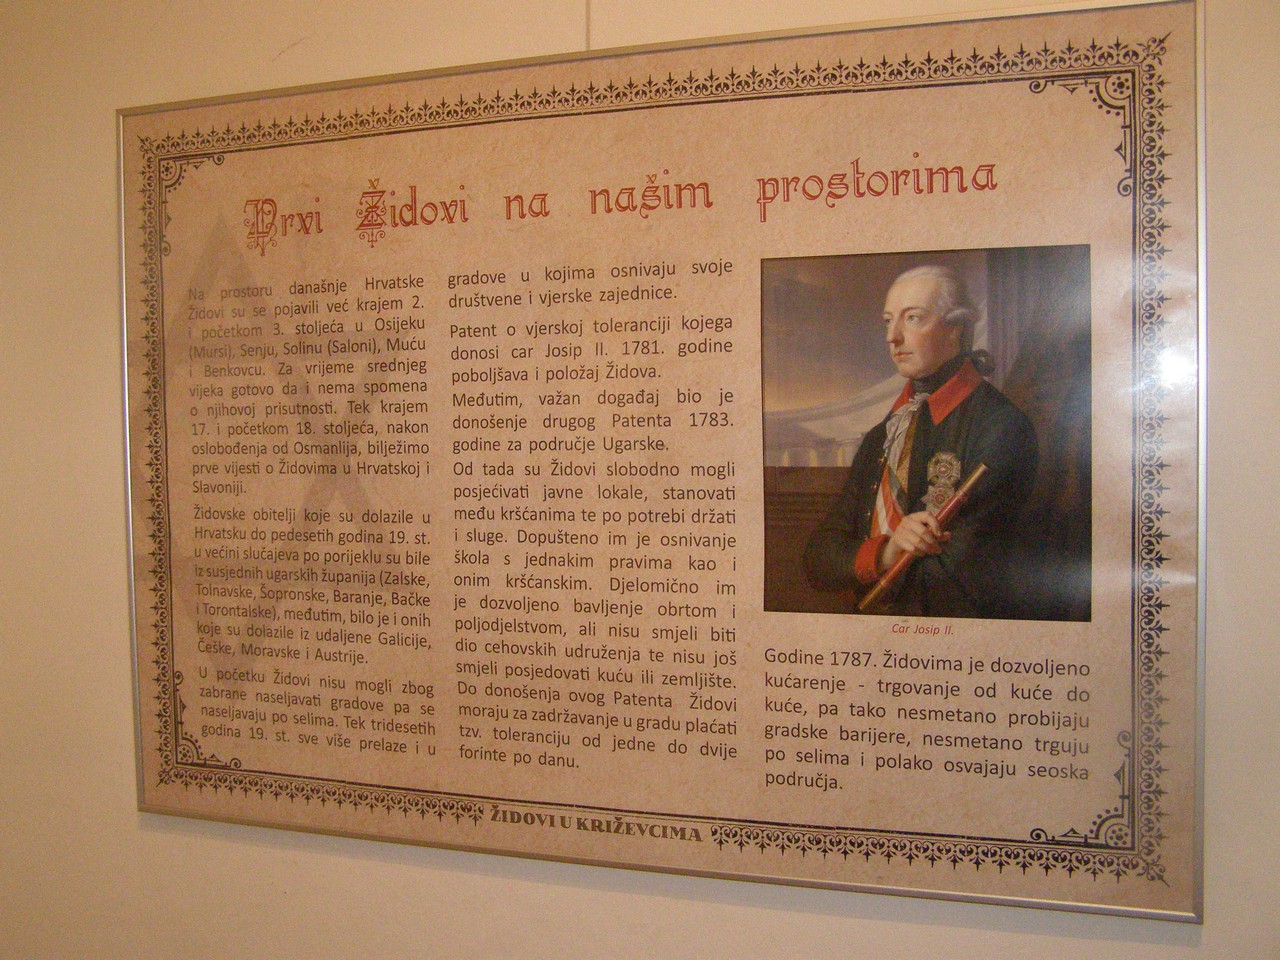 Prvi Židovi na našim prostorima
Na prostoru današnje Hrvatske
Židovi su se pojavili već krajem 2.
i početkom 3. stoljeća u Osijeku
(Mursi), Senju, Solinu (Saloni), Muću
i Benkovcu. Za vrijeme srednjeg
vijeka gotovo da i nema spomena
o njihovoj prisutnosti. Tek krajem
17. i početkom 18. stoljeća, nakon
oslobođenja od Osmanlija, bilježimo
prve vijesti o Židovima u Hrvatskoj i
Slavoniji.
Židovske obitelji koje su dolazile u
Hrvatsku do pedesetih godina 19. st.
u većini slučajeva po porijeklu su bile
iz susjednih ugarskih županija (Zalske,
Tolnavske, Šopronske, Baranje, Bačke
i Torontalske), međutim, bilo je i onih
koje su dolazile iz udaljene Galicije,
Češke, Moravske i Austrije.
U početku Židovi nisu mogli zbog
zabrane naseljavati gradove pa se
naseljavaju po selima. Tek tridesetih
godina 19. st. sve više prelaze i u
gradove u kojima osnivaju svoje
društvene i vjerske zajednice.
Patent o vjerskoj toleranciji kojega
donosi car Josip II. 1781. godine
poboljšava i položaj Židova.
Međutim, važan događaj bio je
donošenje drugog Patenta 1783.
godine za područje Ugarske.
Od tada su Židovi slobodno mogli
posjećivati javne lokale, stanovati
među kršćanima te po potrebi držati
i sluge. Dopušteno im je osnivanje
škola s jednakim pravima kao i
onim kršćanskim. Djelomično im
je dozvoljeno bavljenje obrtom i
poljodjelstvom, ali nisu smjeli biti
dio cehovskih udruženja te nisu još
smjeli posjedovati kuću ili zemljište.
Do donošenja ovog Patenta Židovi
moraju za zadržavanje u gradu plaćati
tzv. toleranciju od jedne do dvije
forinte po danu.
Car Josip II.
Godine 1787. Židovima je dozvoljeno
kućarenje - trgovanje od kuće do
kuće, pa tako nesmetano probijaju
gradske barijere, nesmetano trguju
po selima i polako osvajaju seoska
područja.
ŽIDOVI U KRIŽEVCIMA